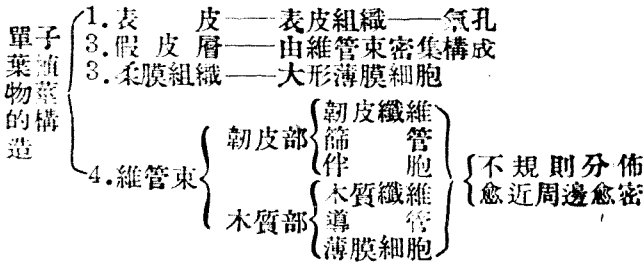 單子葉植物莖的構造
1.表皮——表皮組織——氣孔
3.假皮層——由維管束密集構成
3.柔膜組織——大形薄膜細胞
4.維管束
韌皮部
韌皮纖維
篩管
伴胞
木質部
木質纖維
導管
薄膜細胞
不規則分佈
愈近周邊愈密